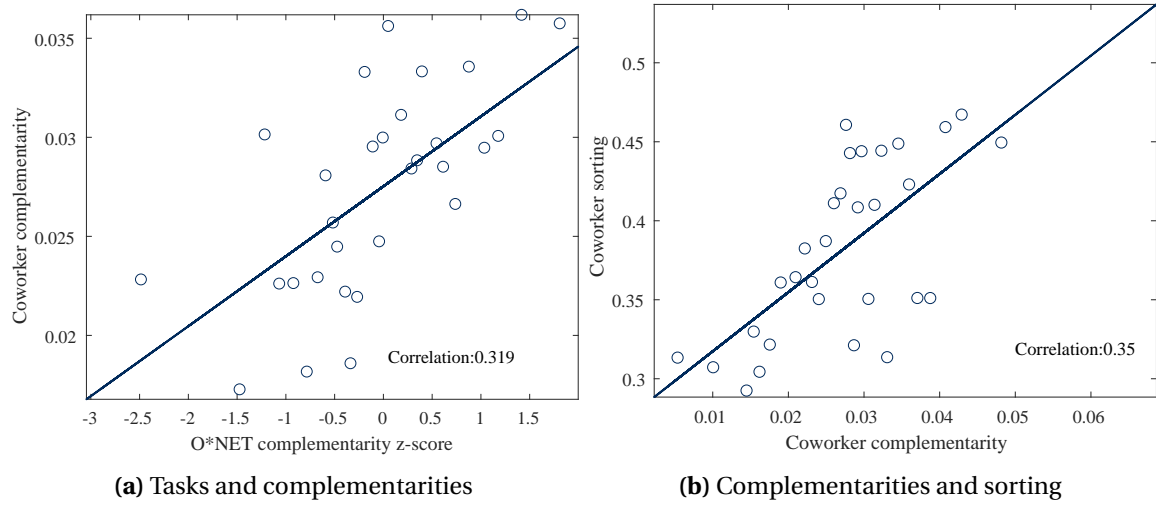 Coworker complementarity
0.035
0.03
0.025
0.02
Correlation:0.319
-3 -2.5 -2 -1.5 -1 -0.5 0 0.5 1 1.5
O*NET complementarity z-score
(a) Tasks and complementarities
Coworker sorting
0.5
0.45
0.4
0.35
0.3
Correlation:0.35
0.01 0.02 0.03 0.04 0.05 0.06
Coworker complementarity
(b) Complementarities and sorting